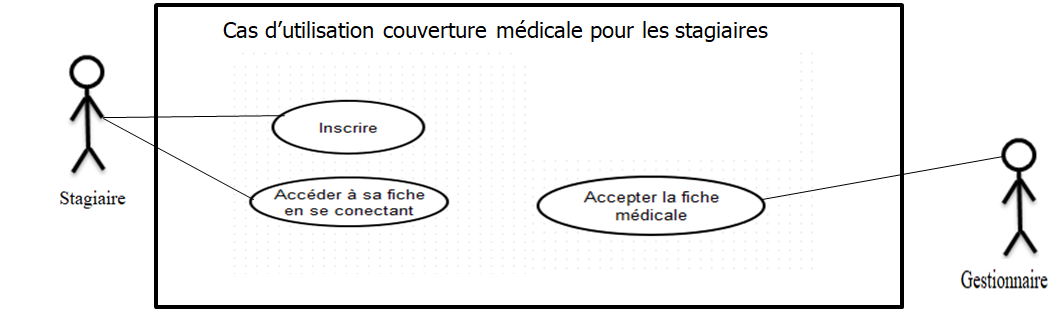 Cas d’utilisation couverture médicale pour les stagiaires
Inscrire
Stagiaire
Accéder à sa fiche
en se conectant
Accepter la fiche
médicale
Gestionnaire